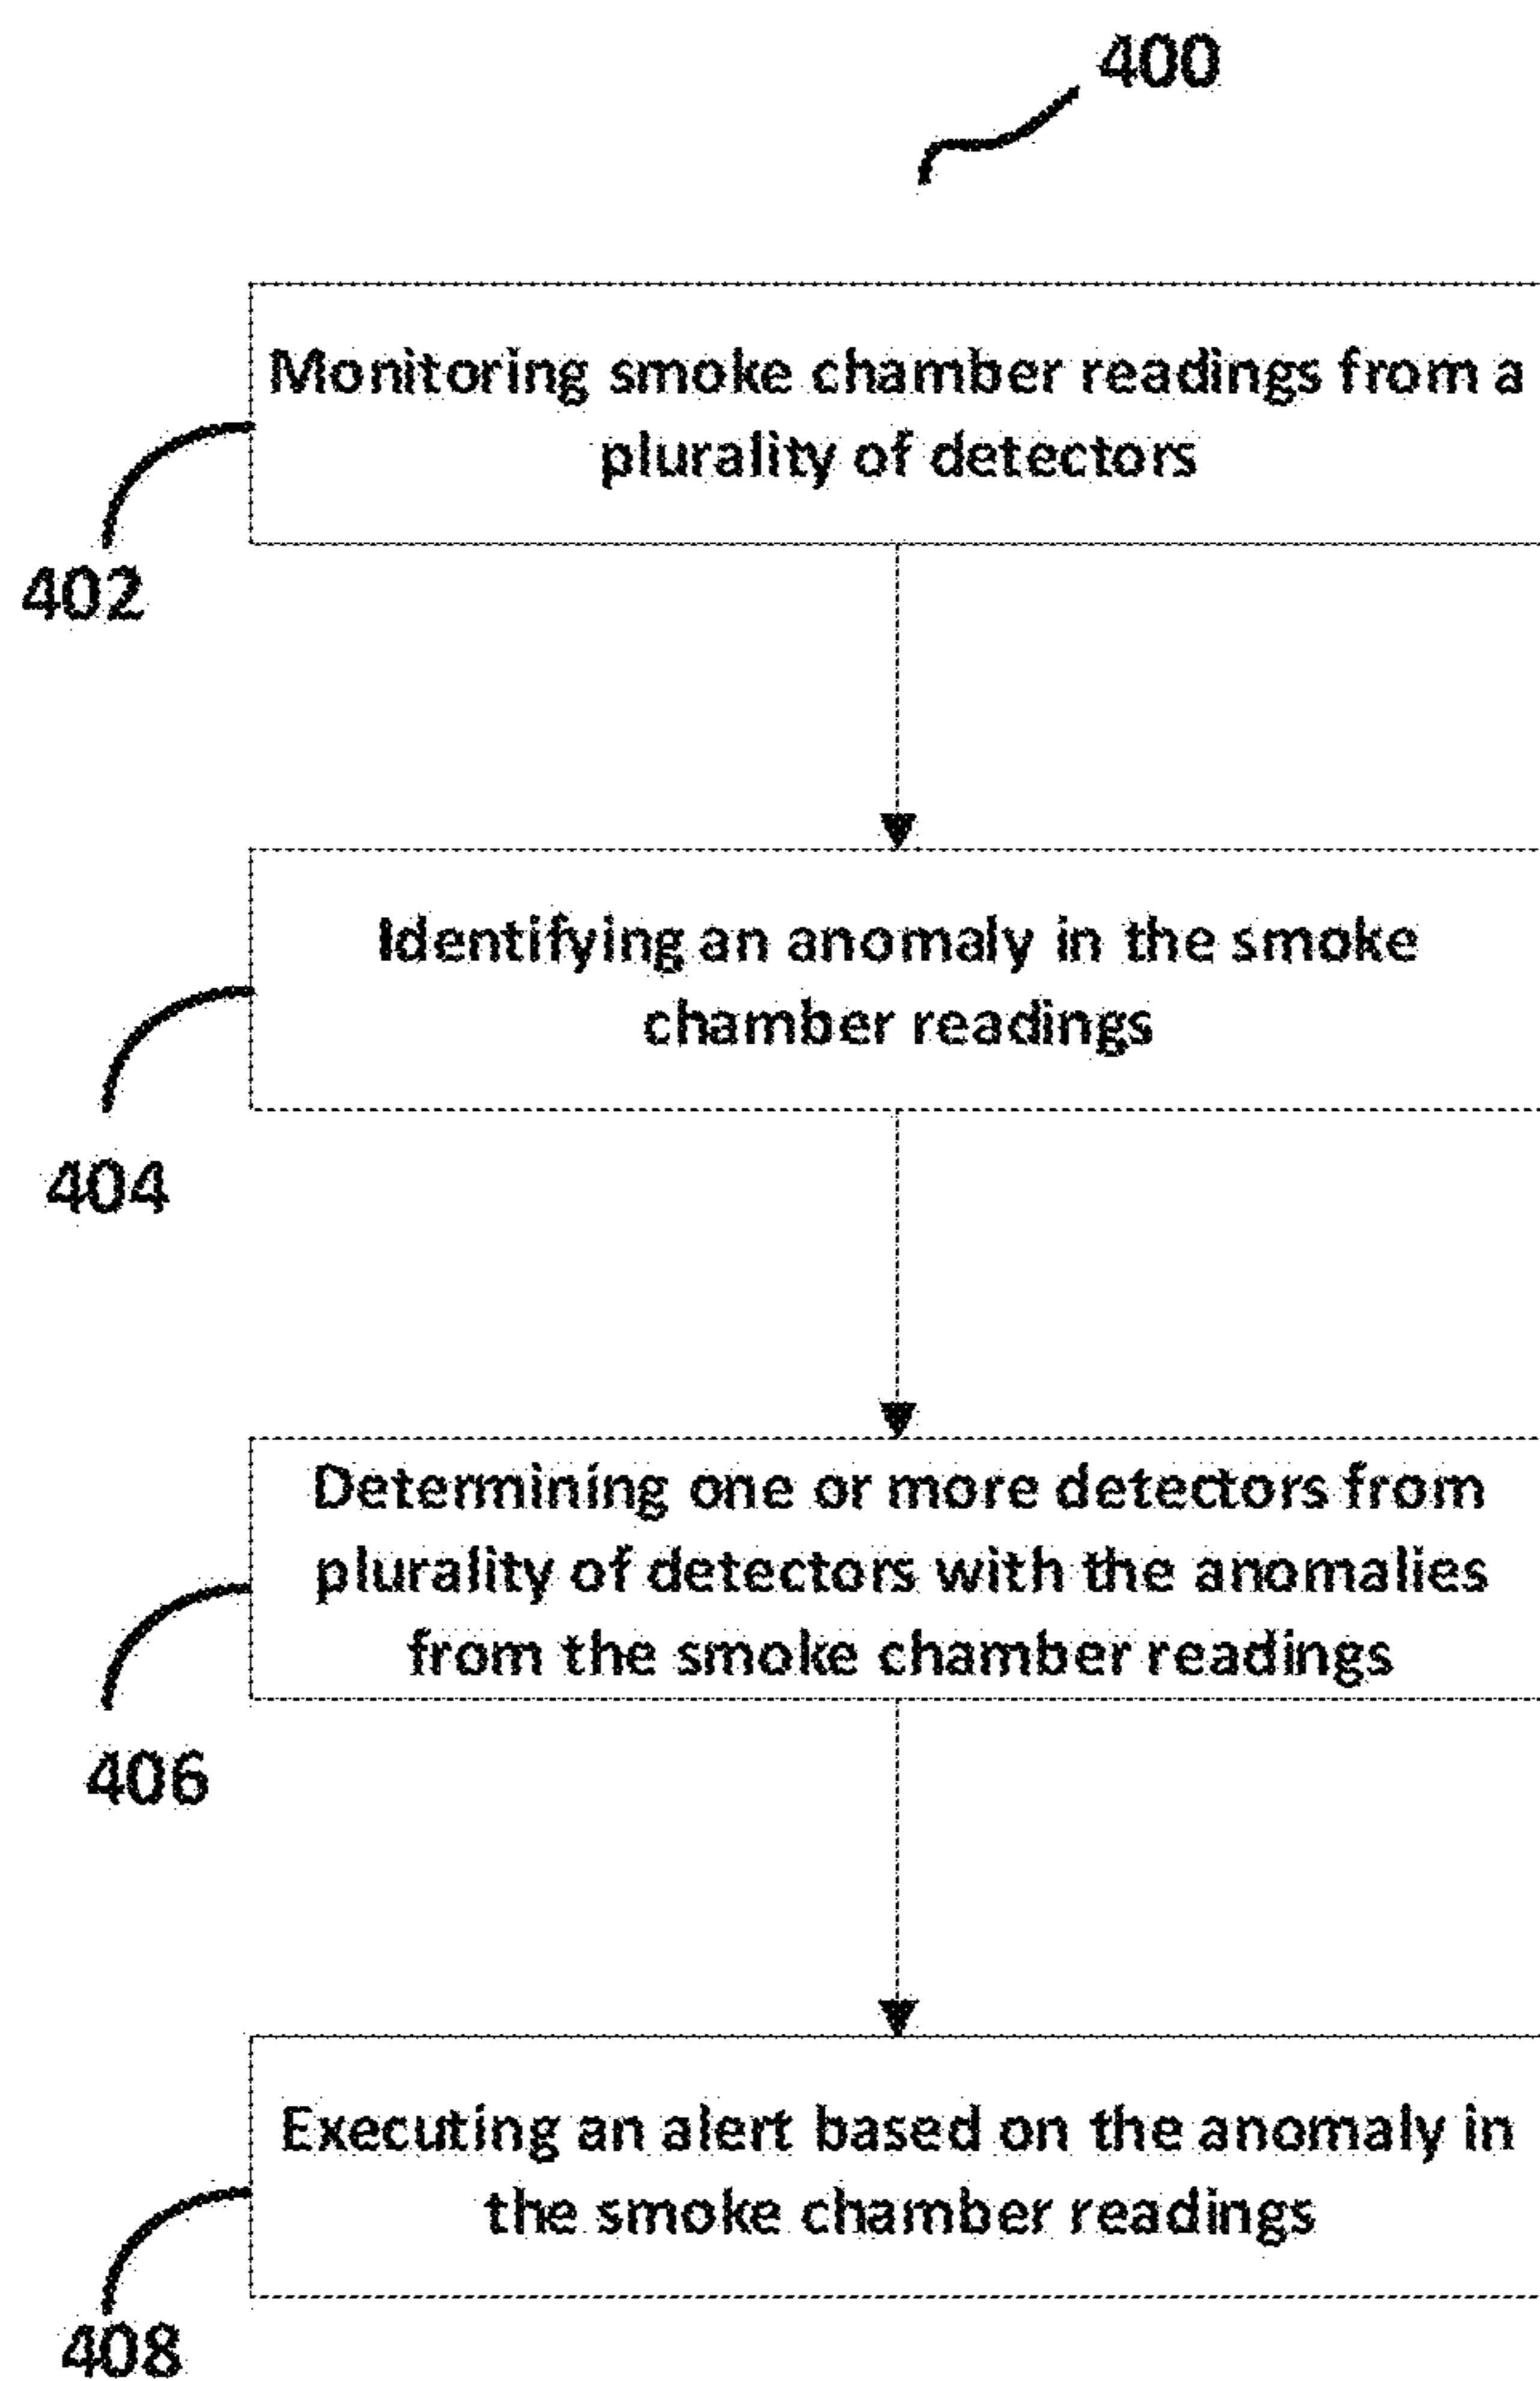 400
Monitoring smoke chamber readings from a
plurality of detectors
402
Identifying an anomaly in the smoke
chamber readings
404
Determining one or more detectors from
plurality of detectors with the anomalies
from the smoke chamber readings
406
Executing an alert based on the anomaly in
the smoke chamber readings
408